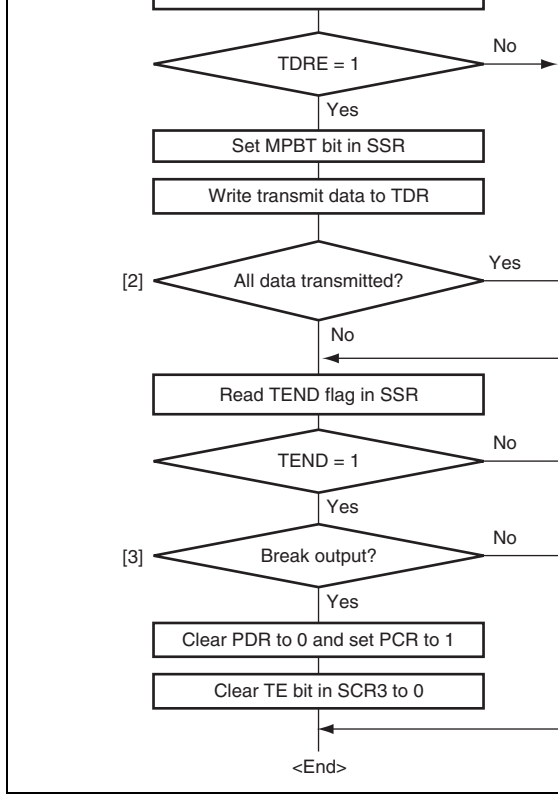 TDRE = 1
No
Yes
Set MPBT bit in SSR
Write transmit data to TDR
[2]
All data transmitted?
Yes
No
Read TEND flag in SSR
TEND = 1
No
Yes
[3]
Break output?
No
Yes
Clear PDR to 0 and set PCR to 1
Clear TE bit in SCR3 to 0
<End>